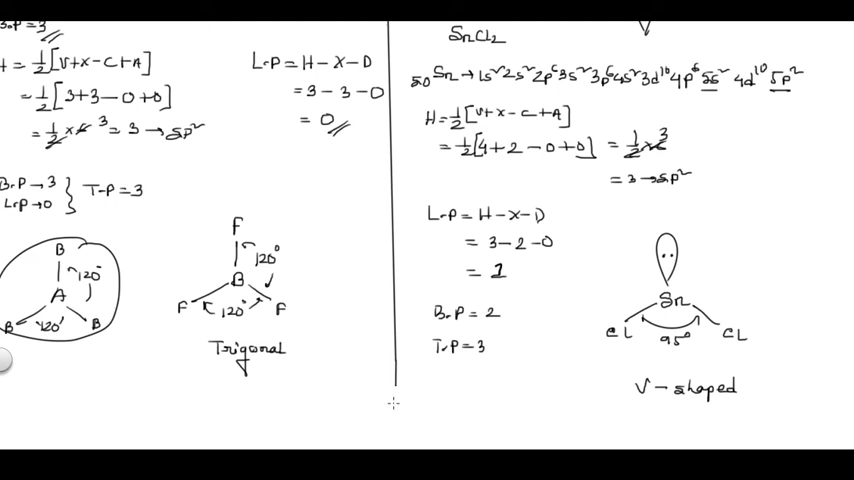 B.P=3
H = 1/2[V+X-C+A]
= 1/2[3+3-0+0]
= 1/2 × 6 3 = 3 → sp²
B.P → 3
L.P → 0
} T.P = 3
B
120°
A
B 120° B
L.P = H-X-D
= 3-3-0
= 0
F
120°
B
F 120° F
Trigonal
SnCl2
50Sn → 1s² 2s² 2p⁶ 3s² 3p⁶ 4s² 3d¹⁰ 4p⁶ 5s² 4d¹⁰ 5p²
H = 1/2[V+X-C+A]
= 1/2[4+2-0+0] = 1/2 × 6 3
= 3 → sp²
L.P = H-X-D
= 3-2-0
= 1
B.P = 2
T.P = 3
Sn
Cl 95° Cl
V-shaped